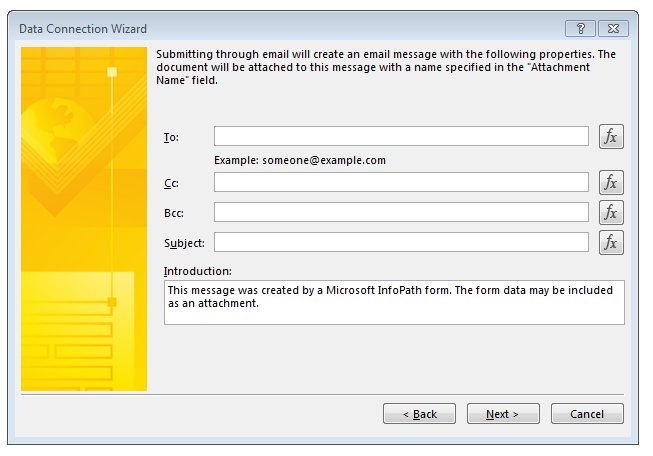 Data Connection Wizard
?
Submitting through email will create an email message with the following properties. The
document will be attached to this message with a name specified in the "Attachment
Name" field.
To:
fx
Example: someone@example.com
Cc:
fx
Bcc:
fx
Subject:
fx
Introduction:
This message was created by a Microsoft InfoPath form. The form data may be included
as an attachment.
< Back
Next >
Cancel